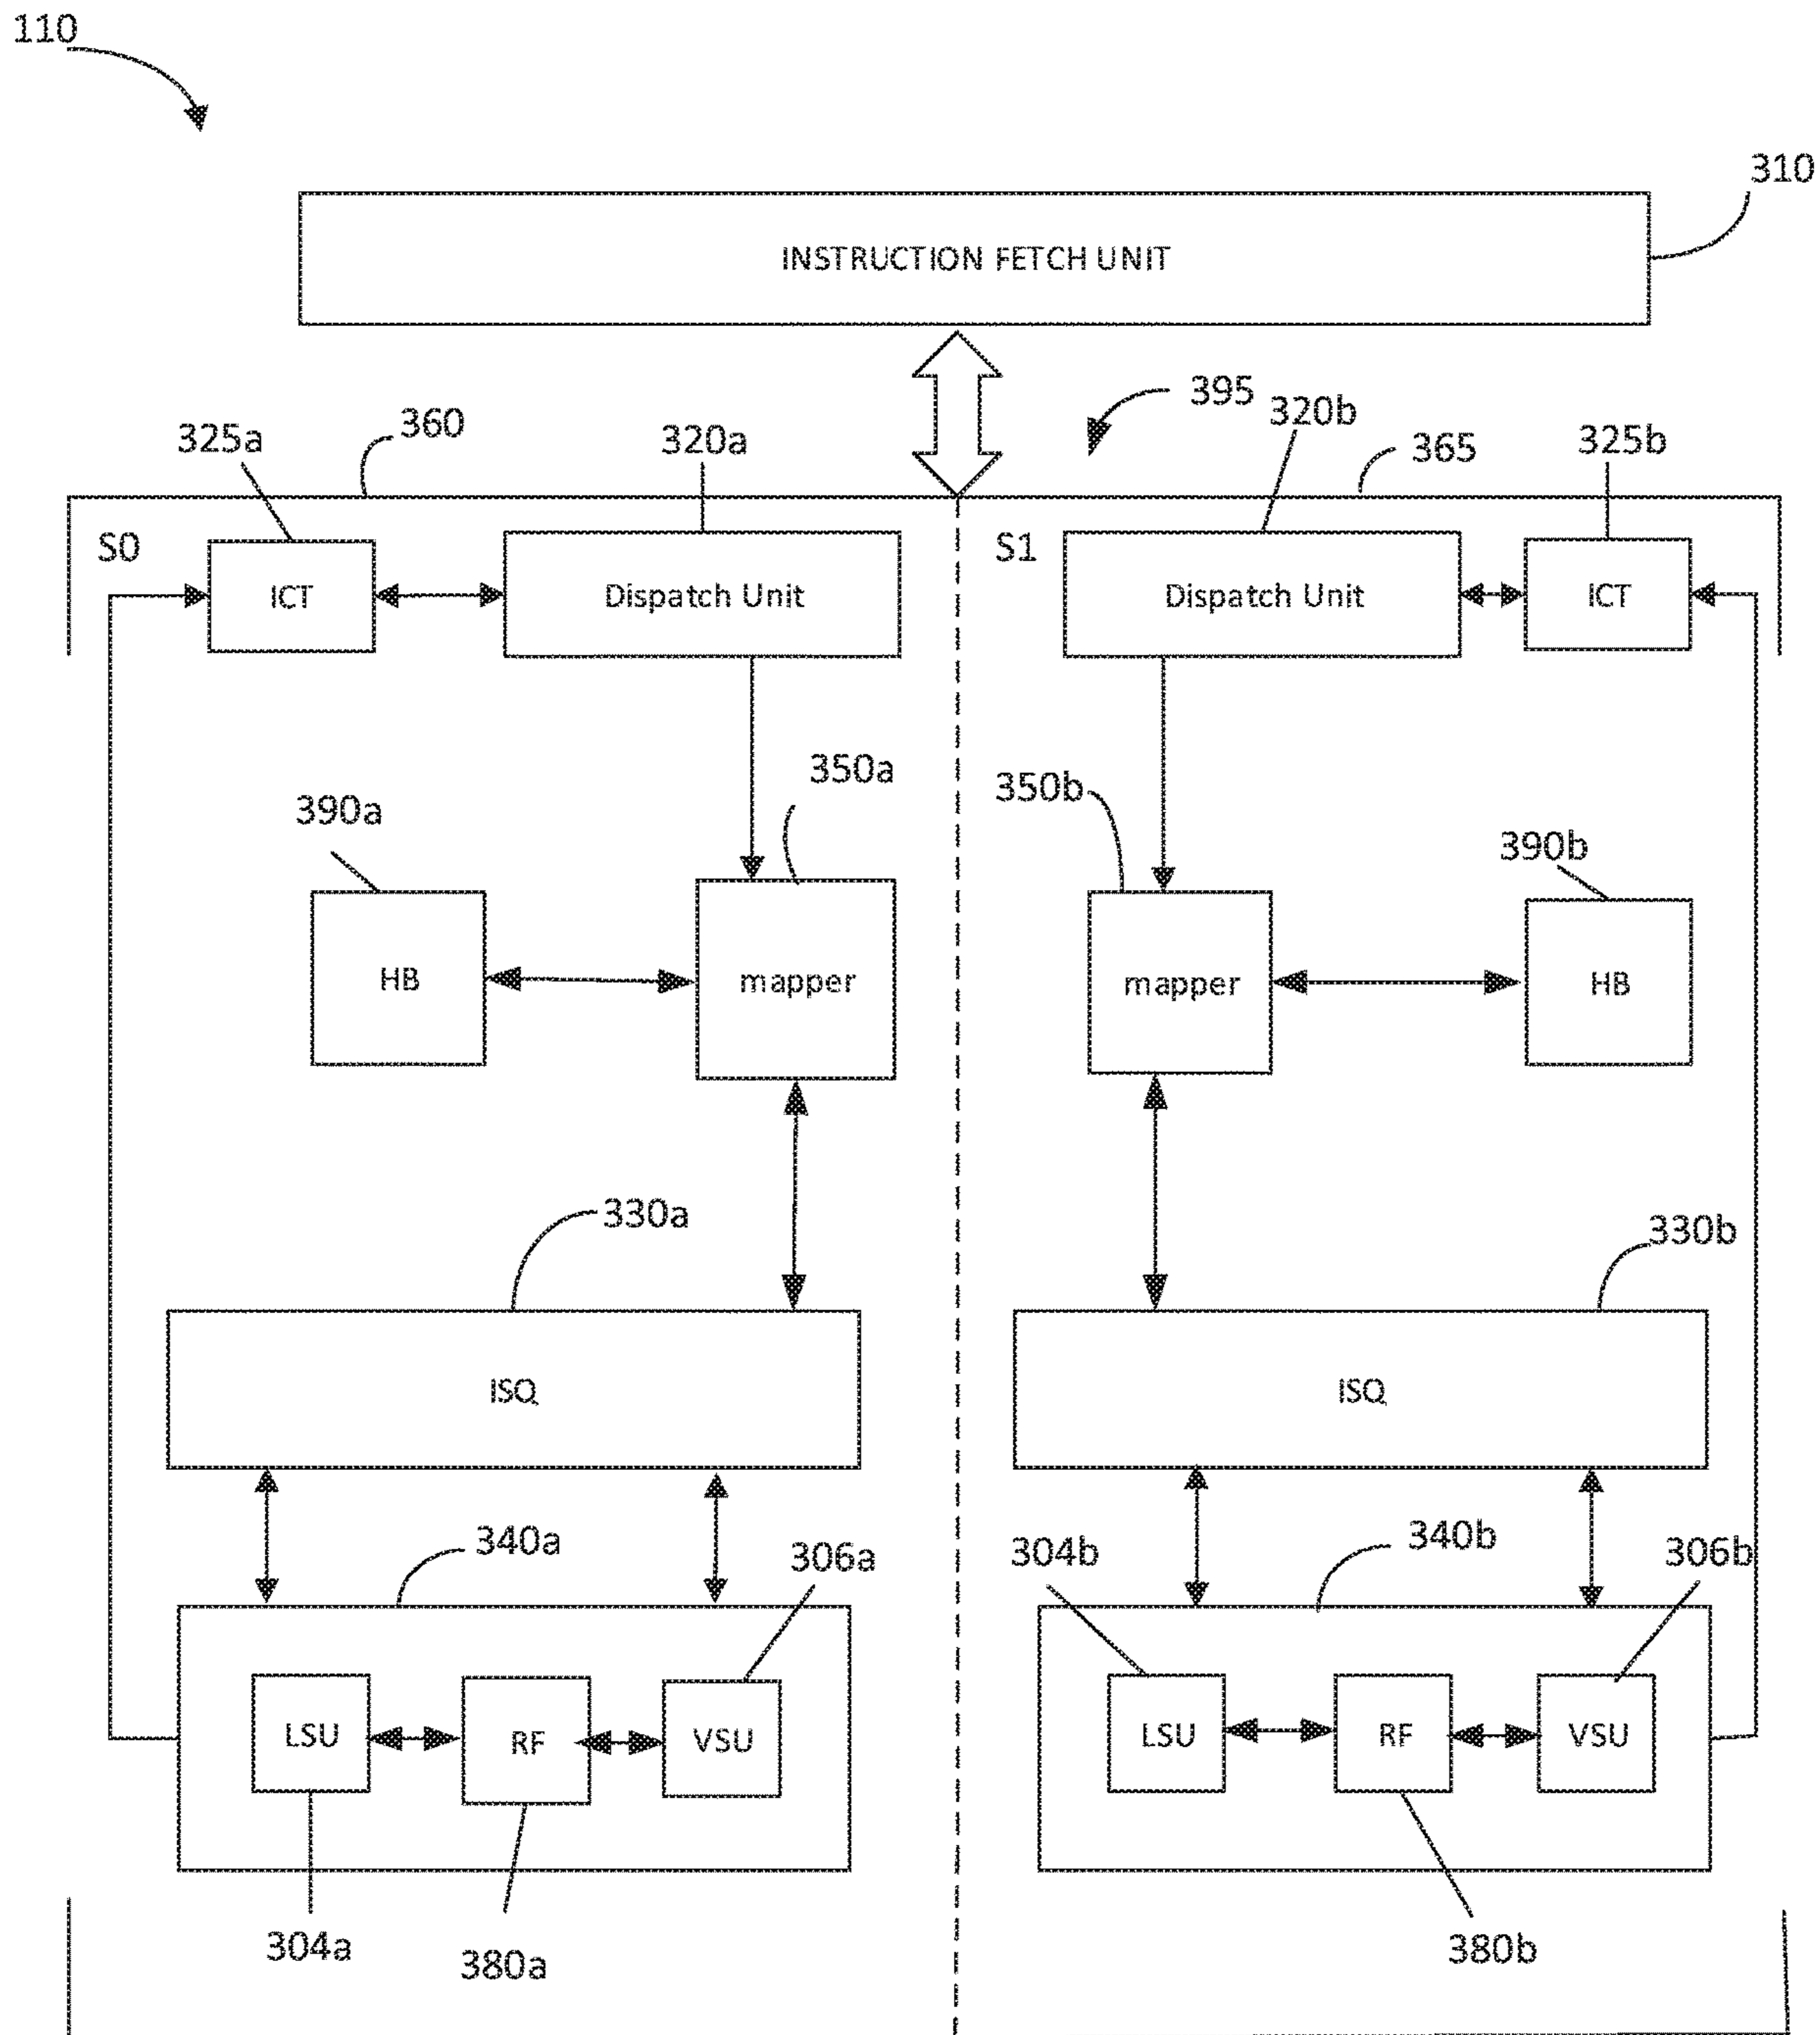 110
310
INSTRUCTION FETCH UNIT
395
320b
360
325a
320a
365
325b
S0
ICT
Dispatch Unit
S1
Dispatch Unit
ICT
350a
350b
390a
390b
HB
mapper
mapper
HB
330a
330b
ISQ
ISQ
340a
306a
304b
340b
306b
LSU
RF
VSU
LSU
RF
VSU
304a
380a
380b